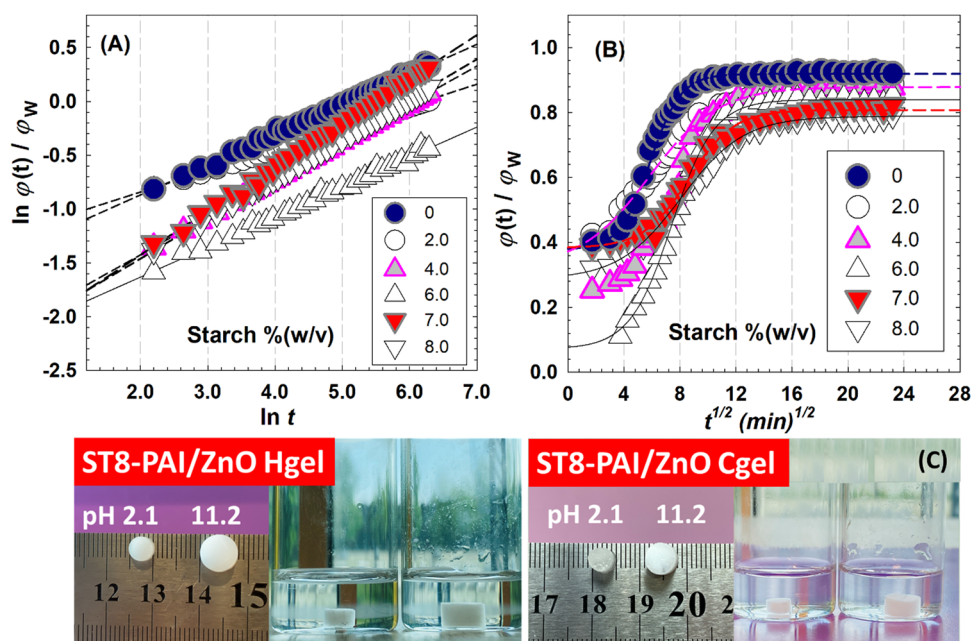 (A)
ln φ(t) / φw
0.5
0.0
-0.5
-1.0
-1.5
-2.0
-2.5
1.0
2.0
3.0
4.0
5.0
6.0
7.0
ln t
Starch %(w/v)
0
2.0
4.0
6.0
7.0
8.0
(B)
φ(t) / φw
1.0
0.8
0.6
0.4
0.2
0.0
0
4
8
12
16
20
24
28
t1/2 (min)1/2
Starch %(w/v)
0
2.0
4.0
6.0
7.0
8.0
ST8-PAI/ZnO Hgel
pH 2.1 11.2
12 13 14 15
ST8-PAI/ZnO Cgel
(C)
pH 2.1 11.2
17 18 19 20 2